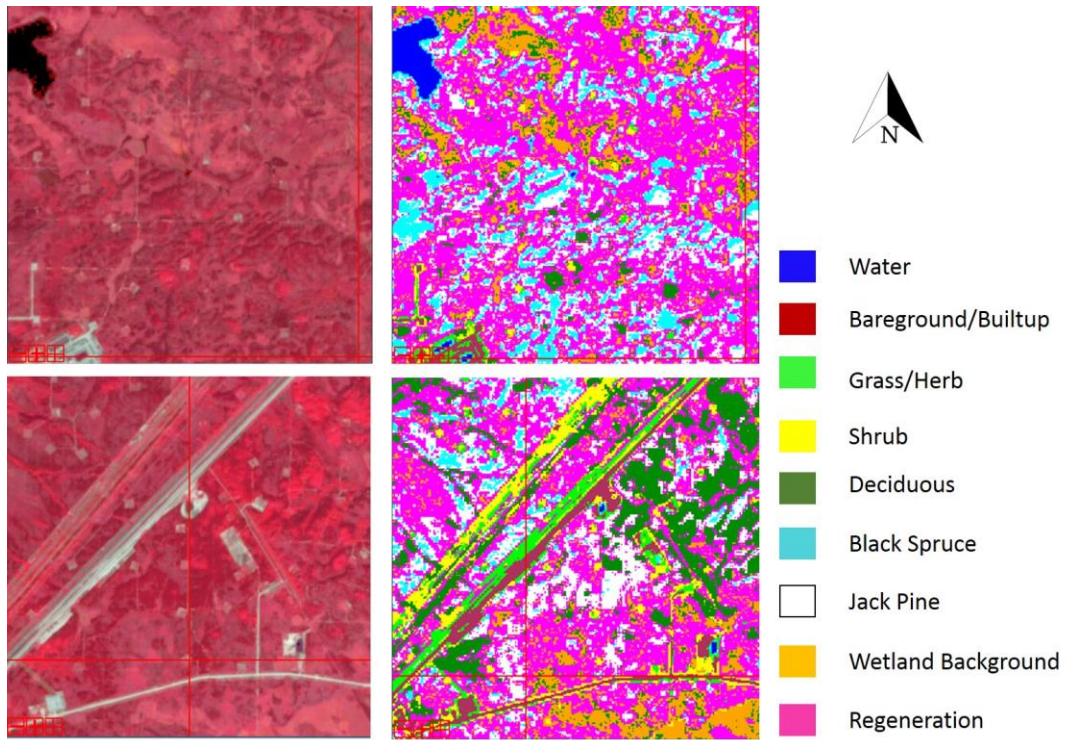 N
Water
Bareground/Builtup
Grass/Herb
Shrub
Deciduous
Black Spruce
Jack Pine
Wetland Background
Regeneration